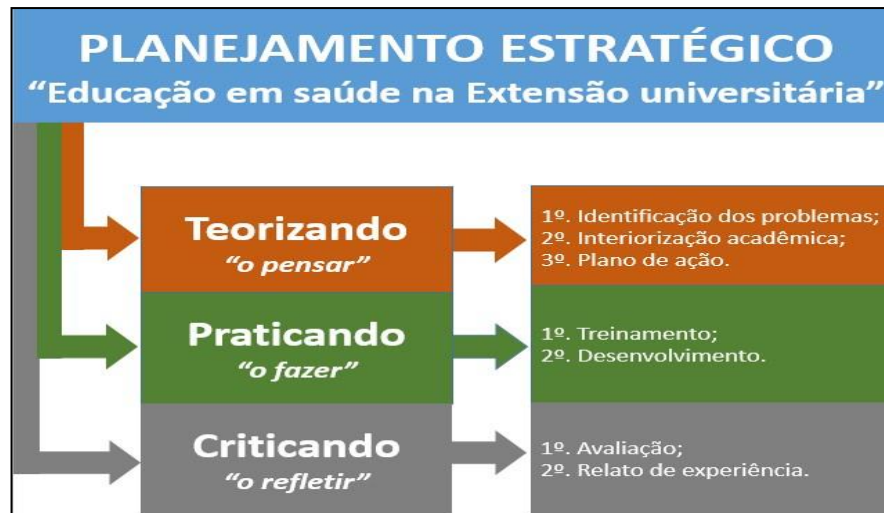 PLANEJAMENTO ESTRATÉGICO
“Educação em saúde na Extensão universitária”
Teorizando
“o pensar”
1º. Identificação dos problemas;
2º. Interiorização acadêmica;
3º. Plano de ação.
Praticando
“o fazer”
1º. Treinamento;
2º. Desenvolvimento.
Criticando
“o refletir”
1º. Avaliação;
2º. Relato de experiência.